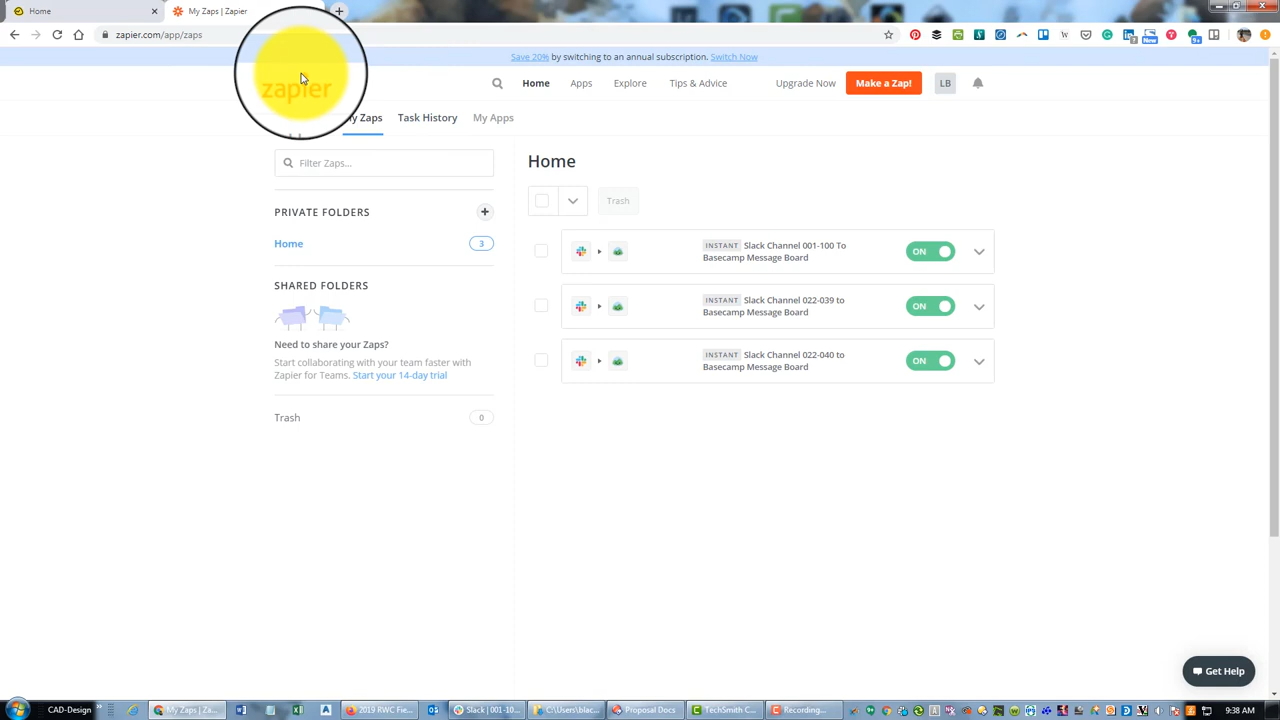 Home
My Zaps | Zapier
zapier.com/app/zaps
Save 20% by switching to an annual subscription. Switch Now
zapier
Home Apps Explore Tips & Advice Upgrade Now Make a Zap! LB
y Zaps Task History My Apps
Filter Zaps...
Home
Trash
PRIVATE FOLDERS
Home 3
INSTANT Slack Channel 001-100 To
Basecamp Message Board
ON
SHARED FOLDERS
INSTANT Slack Channel 022-039 to
Basecamp Message Board
ON
Need to share your Zaps?
Start collaborating with your team faster with
Zapier for Teams. Start your 14-day trial
INSTANT Slack Channel 022-040 to
Basecamp Message Board
ON
Trash 0
Get Help
CAD-Design
My Zaps | Za...
2019 RWC Fie...
Slack | 001-10...
C:\Users\blac...
Proposal Docs
TechSmith C...
Recording...
9:38 AM